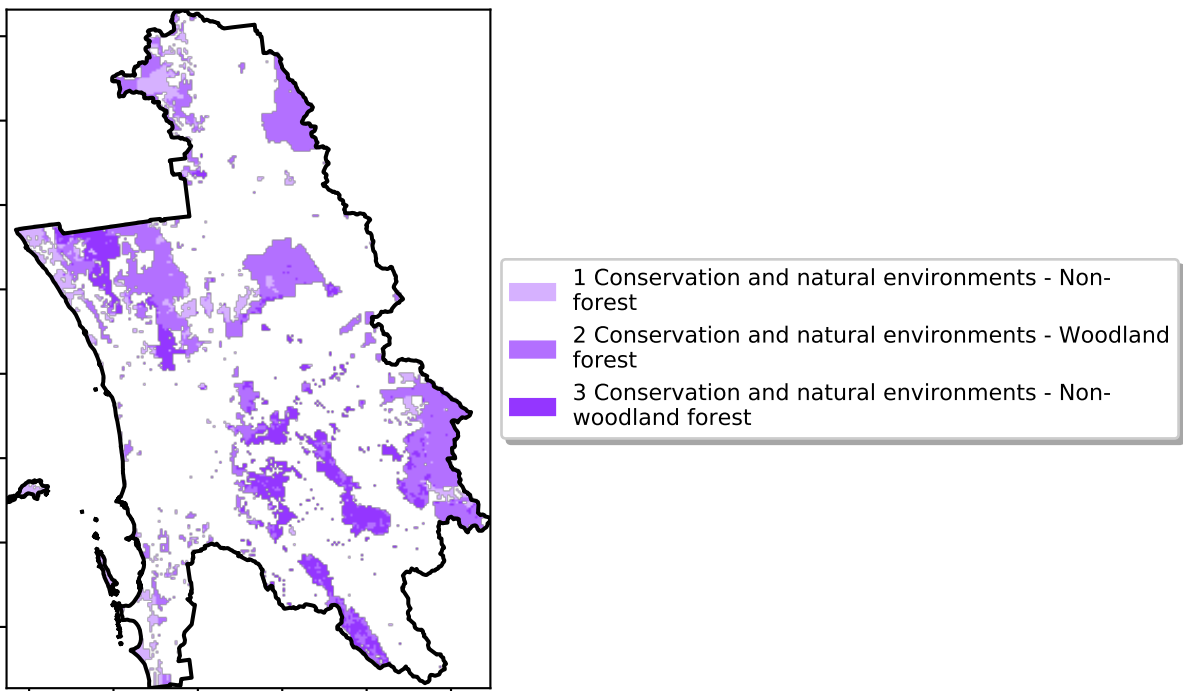 1 Conservation and natural environments - Non-
forest
2 Conservation and natural environments - Woodland
forest
3 Conservation and natural environments - Non-
woodland forest